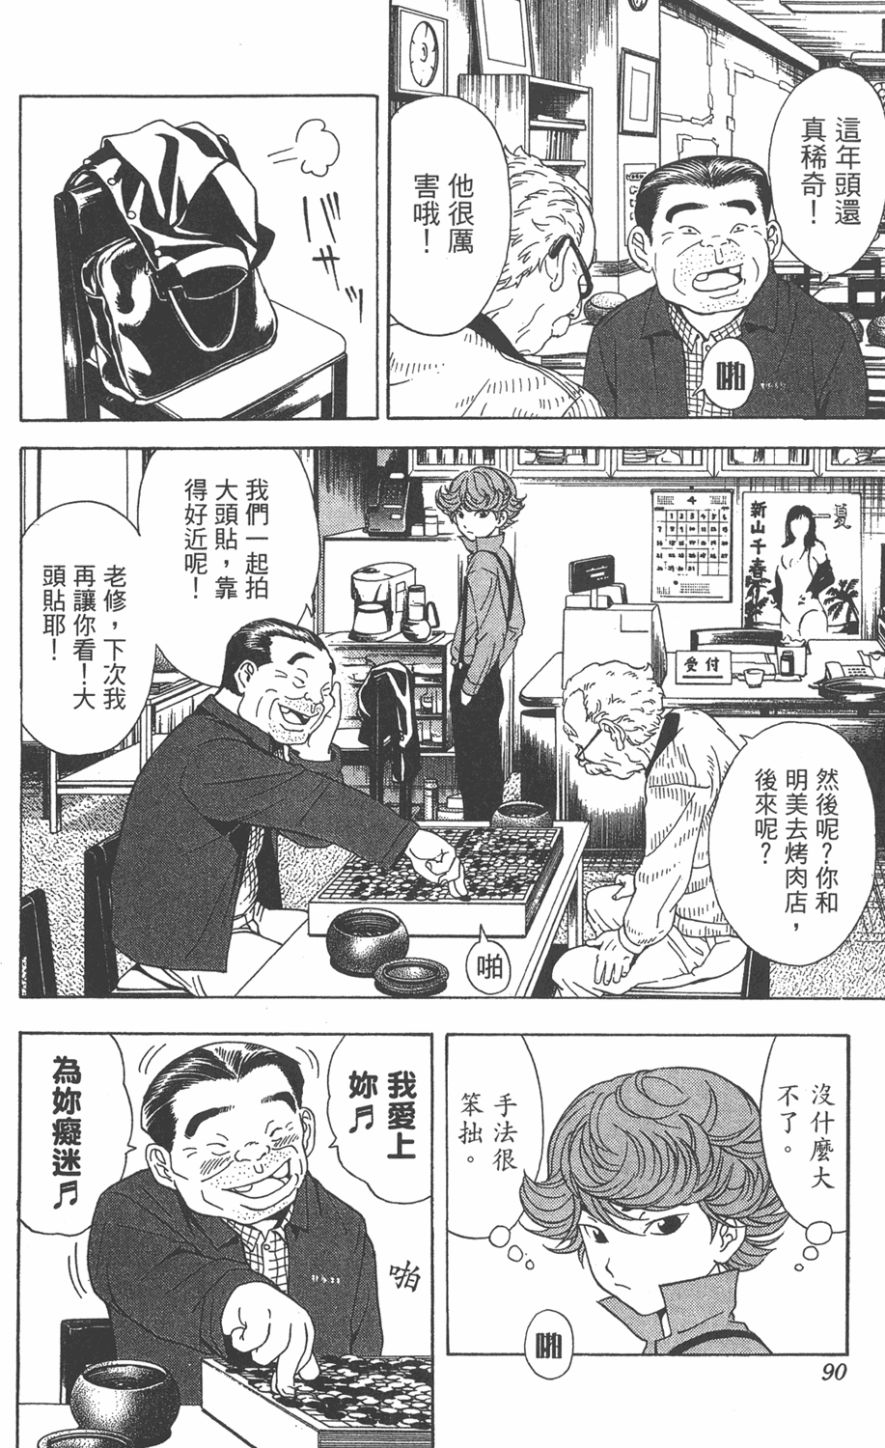 這年頭還
真稀奇！
他很厲
害哦！
啪
ドサッ
然後呢？你和
明美去烤肉店，
後來呢？
我們一起拍
大頭貼，靠
得好近呢！
老修，下次我
再讓你看！大
頭貼耶！
啪
4
夏
新山千春
受付
沒什麼大
不了。
手法很
笨拙。
啪
我愛上
妳♬
為妳癡迷♬
啪
90